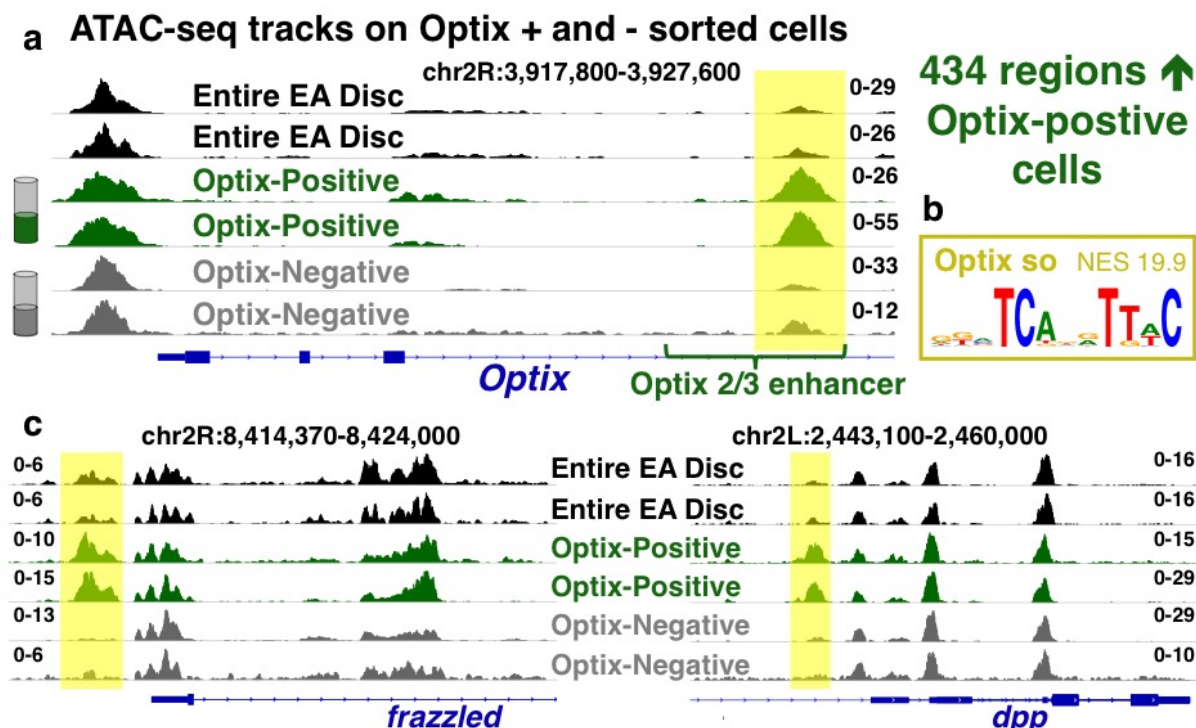 a ATAC-seq tracks on Optix + and - sorted cells
chr2R:3,917,800-3,927,600
Entire EA Disc 0-29
Entire EA Disc 0-26
Optix-Positive 0-26
Optix-Positive 0-55
Optix-Negative 0-33
Optix-Negative 0-12
Optix Optix 2/3 enhancer
434 regions ↑
Optix-postive
cells
b
Optix so NES 19.9
TCA GTTAC
c
chr2R:8,414,370-8,424,000
0-6
0-6
0-10
0-15
0-13
0-6
frazzled
chr2L:2,443,100-2,460,000
Entire EA Disc 0-16
Entire EA Disc 0-16
Optix-Positive 0-15
Optix-Positive 0-29
Optix-Negative 0-29
Optix-Negative 0-10
dpp